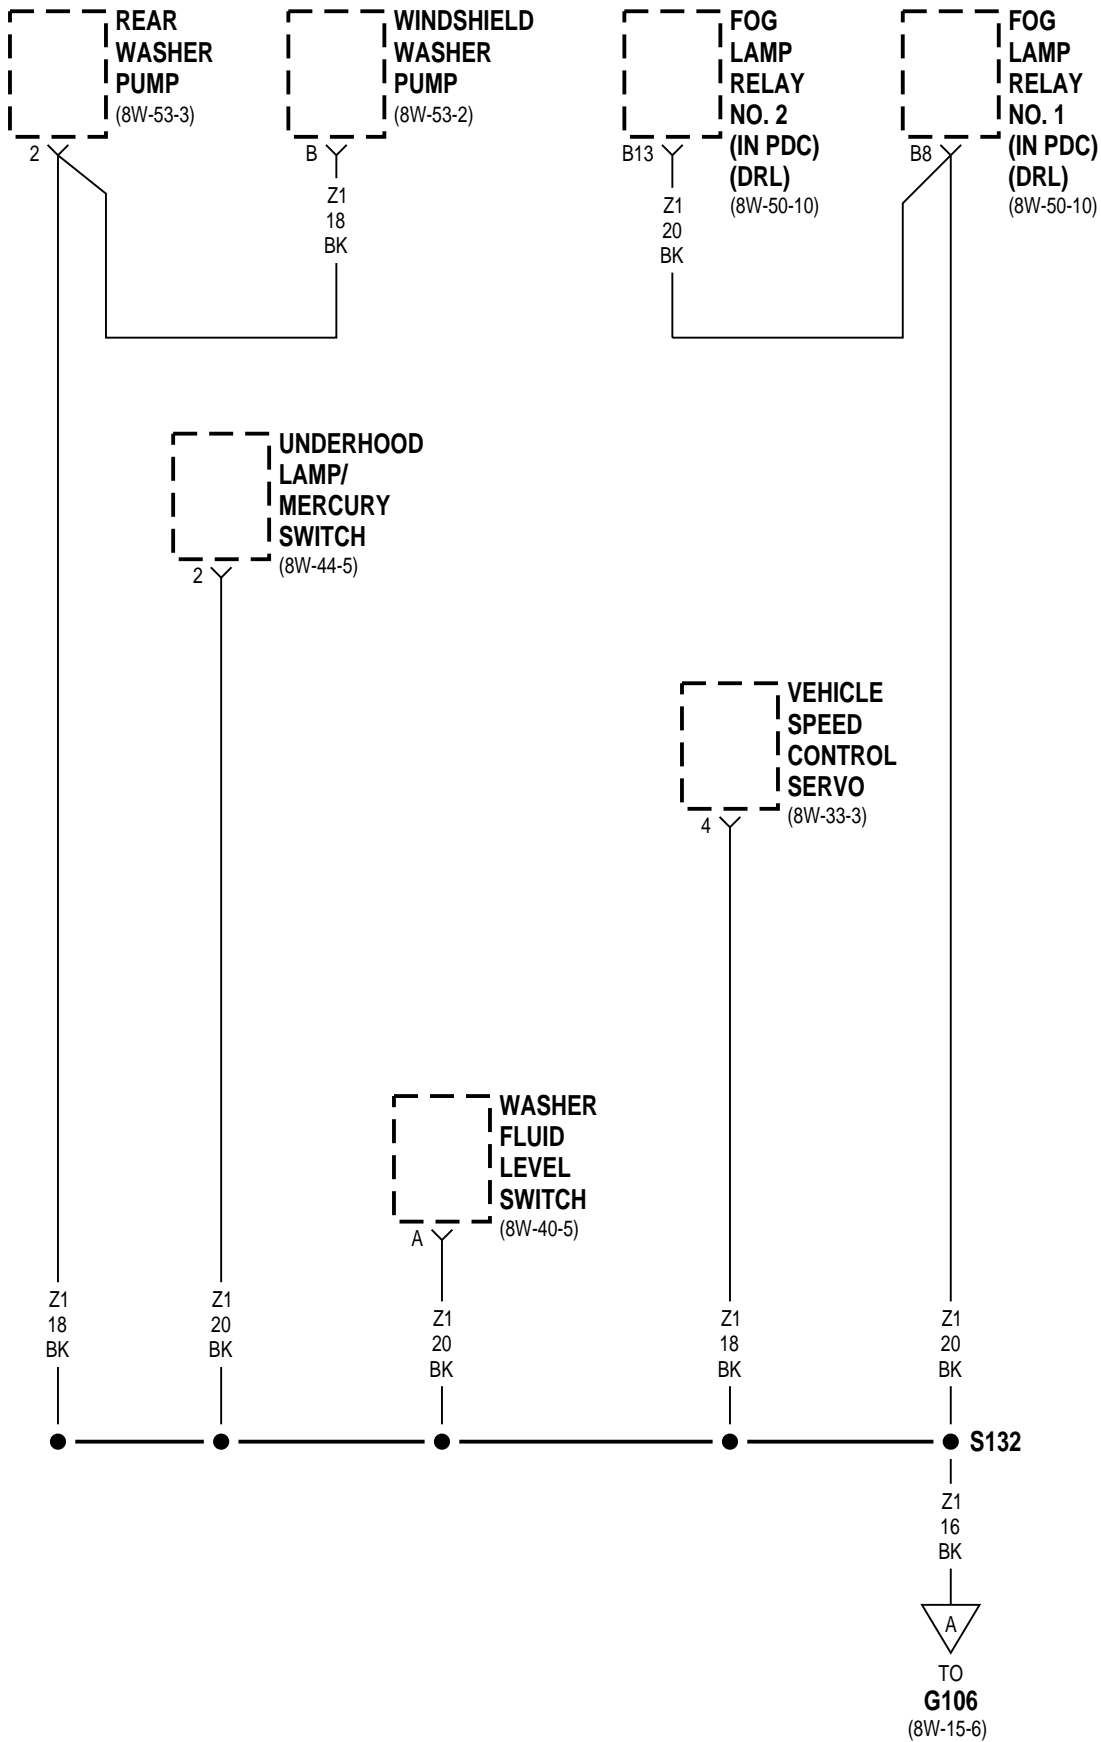 REAR
WASHER
PUMP
(8W-53-3)
2
WINDSHIELD
WASHER
PUMP
(8W-53-2)
B
Z1
18
BK
FOG
LAMP
RELAY
NO. 2
(IN PDC)
(DRL)
(8W-50-10)
B13
Z1
20
BK
FOG
LAMP
RELAY
NO. 1
(IN PDC)
(DRL)
(8W-50-10)
B8
UNDERHOOD
LAMP/
MERCURY
SWITCH
(8W-44-5)
2
VEHICLE
SPEED
CONTROL
SERVO
(8W-33-3)
4
WASHER
FLUID
LEVEL
SWITCH
(8W-40-5)
A
Z1
18
BK
Z1
20
BK
Z1
20
BK
Z1
18
BK
Z1
20
BK
S132
Z1
16
BK
A
TO
G106
(8W-15-6)